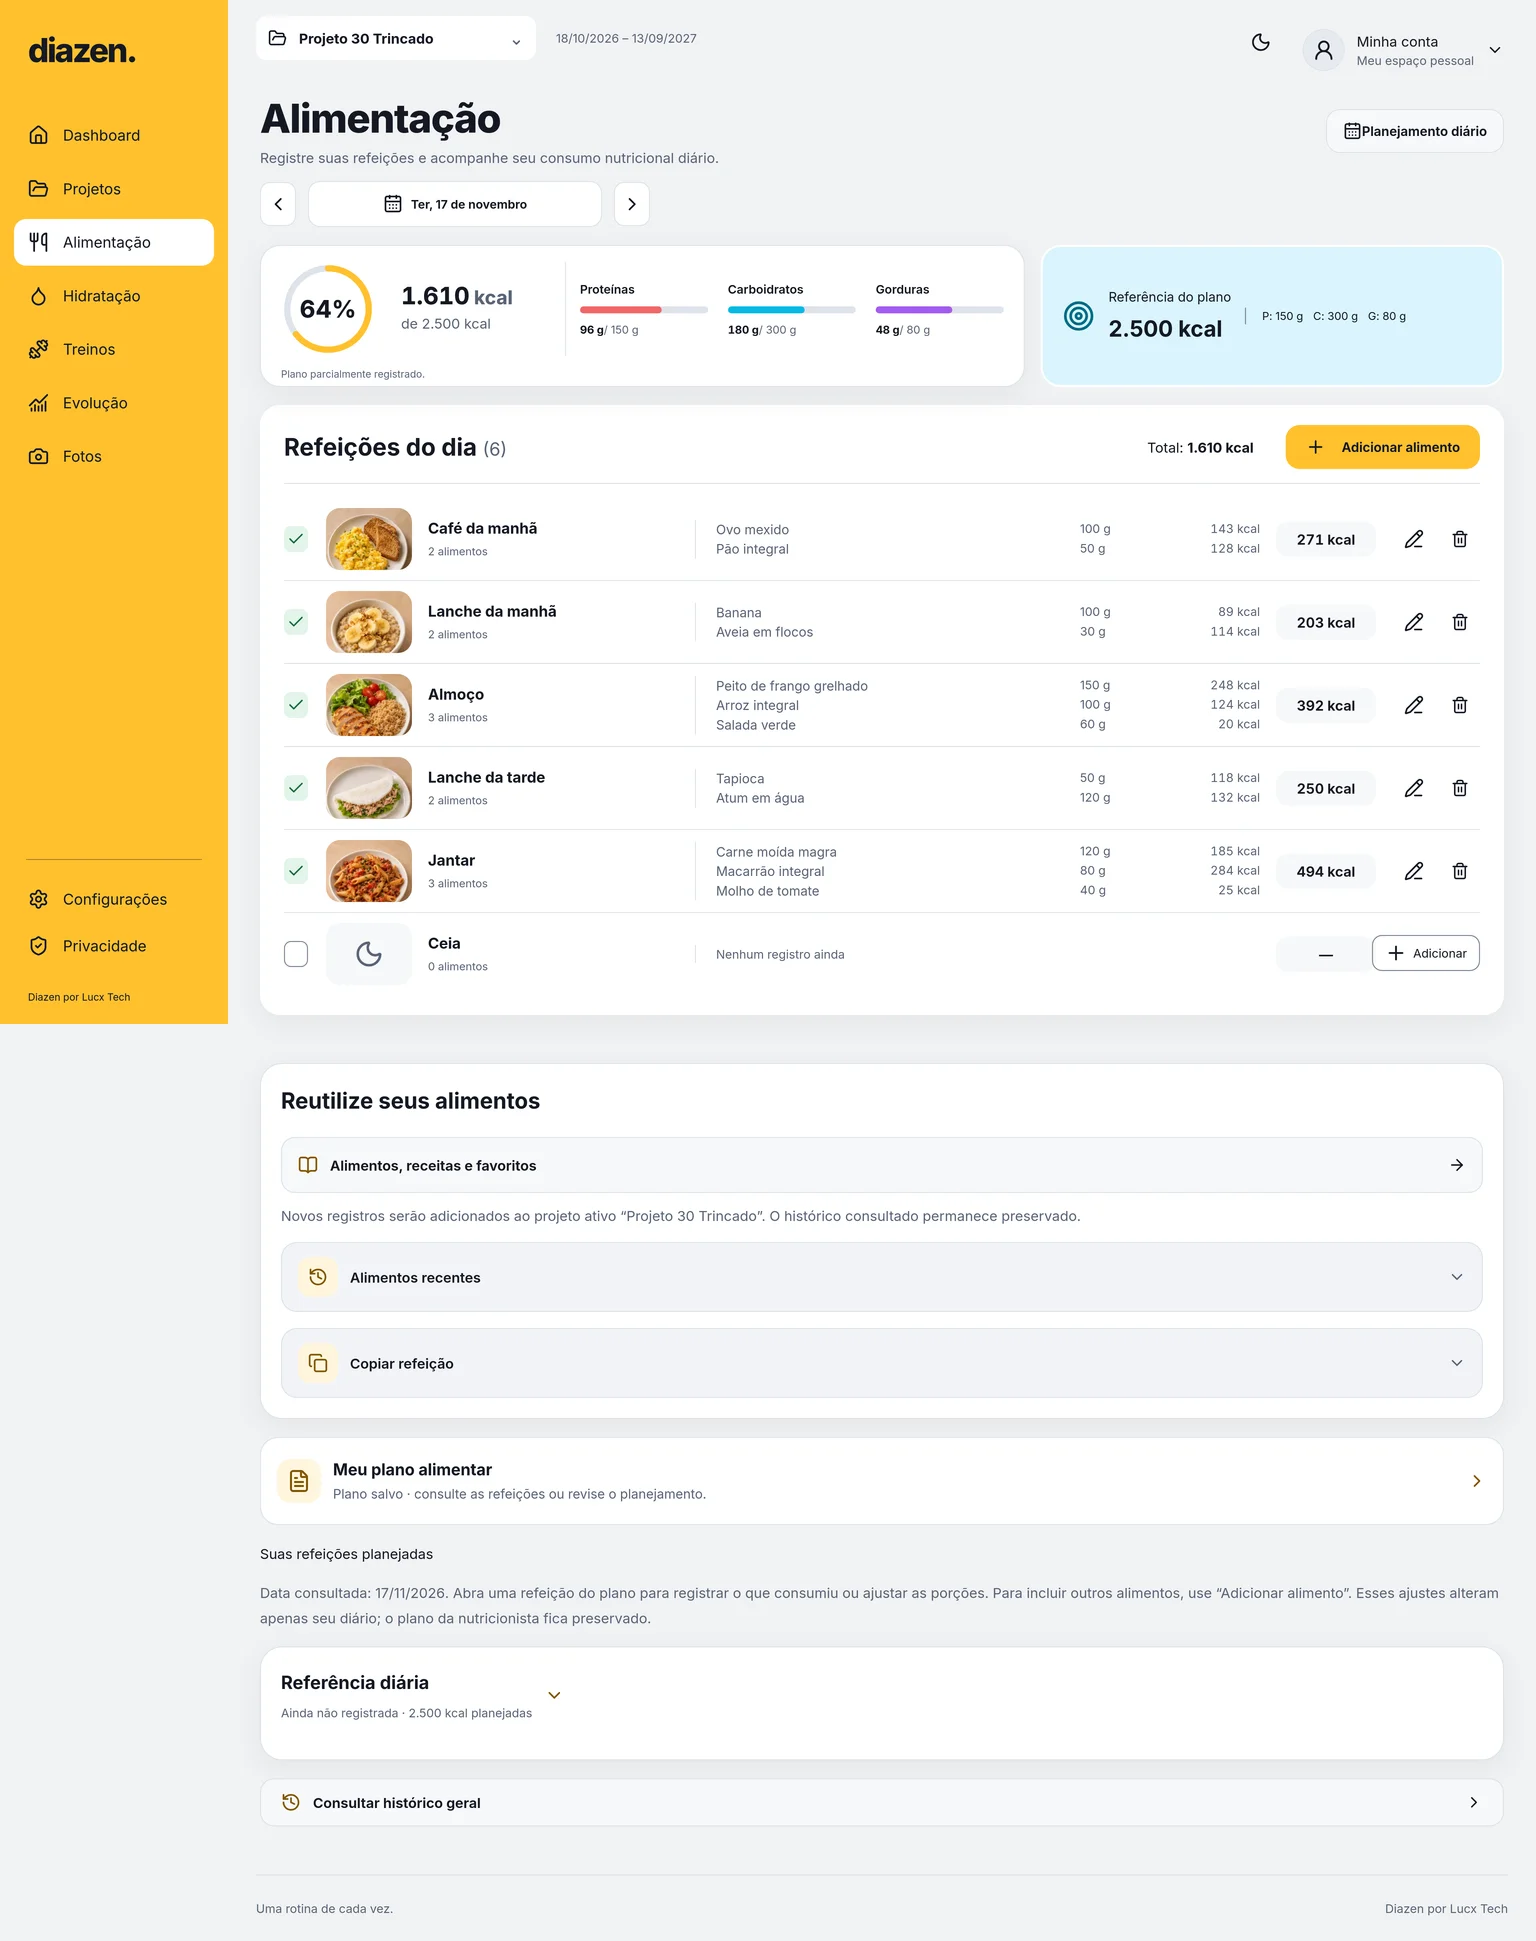 diazen.
Dashboard
Projetos
Alimentação
Hidratação
Treinos
Evolução
Fotos
Configurações
Privacidade
Diazen por Lucx Tech
Projeto 30 Trincado
18/10/2026 – 13/09/2027
Minha conta
Meu espaço pessoal
Alimentação
Registre suas refeições e acompanhe seu consumo nutricional diário.
Planejamento diário
Ter, 17 de novembro
64%
1.610 kcal
de 2.500 kcal
Proteínas
96 g/ 150 g
Carboidratos
180 g/ 300 g
Gorduras
48 g/ 80 g
Plano parcialmente registrado.
Referência do plano
2.500 kcal
P: 150 g C: 300 g G: 80 g
Refeições do dia (6)
Total: 1.610 kcal
Adicionar alimento
Café da manhã
2 alimentos
Ovo mexido 100 g 143 kcal
Pão integral 50 g 128 kcal
271 kcal
Lanche da manhã
2 alimentos
Banana 100 g 89 kcal
Aveia em flocos 30 g 114 kcal
203 kcal
Almoço
3 alimentos
Peito de frango grelhado 150 g 248 kcal
Arroz integral 100 g 124 kcal
Salada verde 60 g 20 kcal
392 kcal
Lanche da tarde
2 alimentos
Tapioca 50 g 118 kcal
Atum em água 120 g 132 kcal
250 kcal
Jantar
3 alimentos
Carne moída magra 120 g 185 kcal
Macarrão integral 80 g 284 kcal
Molho de tomate 40 g 25 kcal
494 kcal
Ceia
0 alimentos
Nenhum registro ainda
—
Adicionar
Reutilize seus alimentos
Alimentos, receitas e favoritos
Novos registros serão adicionados ao projeto ativo “Projeto 30 Trincado”. O histórico consultado permanece preservado.
Alimentos recentes
Copiar refeição
Meu plano alimentar
Plano salvo · consulte as refeições ou revise o planejamento.
Suas refeições planejadas
Data consultada: 17/11/2026. Abra uma refeição do plano para registrar o que consumiu ou ajustar as porções. Para incluir outros alimentos, use “Adicionar alimento”. Esses ajustes alteram
apenas seu diário; o plano da nutricionista fica preservado.
Referência diária
Ainda não registrada · 2.500 kcal planejadas
Consultar histórico geral
Uma rotina de cada vez.
Diazen por Lucx Tech